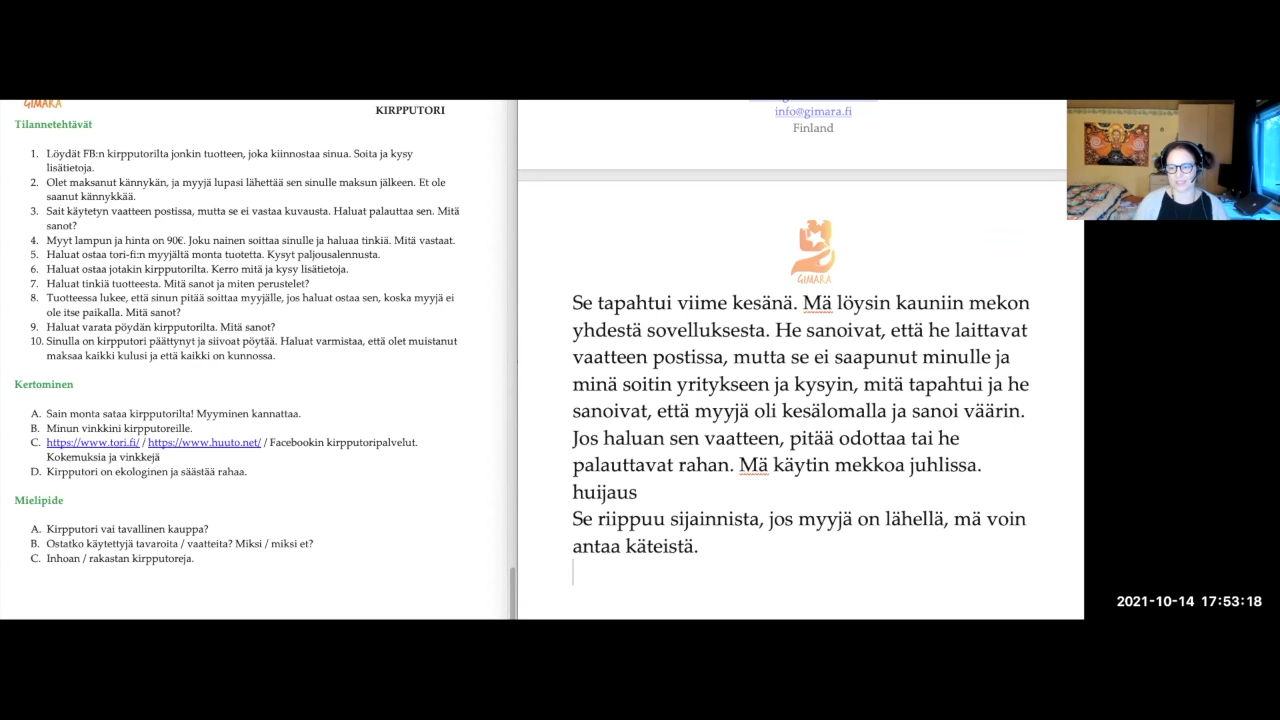 GIMARA
KIRPPUTORI
Tilannetehtävät
1. Löydät FB:n kirpputorilta jonkin tuotteen, joka kiinnostaa sinua. Soita ja kysy
lisätietoja.
2. Olet maksanut kännykän, ja myyjä lupasi lähettää sen sinulle maksun jälkeen. Et ole
saanut kännykkää.
3. Sait käytetyn vaatteen postissa, mutta se ei vastaa kuvausta. Haluat palauttaa sen. Mitä
sanot?
4. Myyt lampun ja hinta on 90€. Joku nainen soittaa sinulle ja haluaa tinkiä. Mitä vastaat.
5. Haluat ostaa tori-fi:n myyjältä monta tuotetta. Kysyt paljousalennusta.
6. Haluat ostaa jotakin kirpputorilta. Kerro mitä ja kysy lisätietoja.
7. Haluat tinkiä tuotteesta. Mitä sanot ja miten perustelet?
8. Tuotteessa lukee, että sinun pitää soittaa myyjälle, jos haluat ostaa sen, koska myyjä ei
ole itse paikalla. Mitä sanot?
9. Haluat varata pöydän kirpputorilta. Mitä sanot?
10. Sinulla on kirpputori päättynyt ja siivoat pöytää. Haluat varmistaa, että olet muistanut
maksaa kaikki kulusi ja että kaikki on kunnossa.
Kertominen
A. Sain monta sataa kirpputorilta! Myyminen kannattaa.
B. Minun vinkkini kirpputoreille.
C. https://www.tori.fi/ / https://www.huuto.net/ / Facebookin kirpputoripalvelut.
Kokemuksia ja vinkkejä
D. Kirpputori on ekologinen ja säästää rahaa.
Mielipide
A. Kirpputori vai tavallinen kauppa?
B. Ostatko käytettyjä tavaroita / vaatteita? Miksi / miksi et?
C. Inhoan / rakastan kirpputoreja.
info@gimara.fi
Finland
GIMARA
Se tapahtui viime kesänä. Mä löysin kauniin mekon
yhdestä sovelluksesta. He sanoivat, että he laittavat
vaatteen postissa, mutta se ei saapunut minulle ja
minä soitin yritykseen ja kysyin, mitä tapahtui ja he
sanoivat, että myyjä oli kesälomalla ja sanoi väärin.
Jos haluan sen vaatteen, pitää odottaa tai he
palauttavat rahan. Mä käytin mekkoa juhlissa.
huijaus
Se riippuu sijainnista, jos myyjä on lähellä, mä voin
antaa käteistä.
2021-10-14 17:53:18